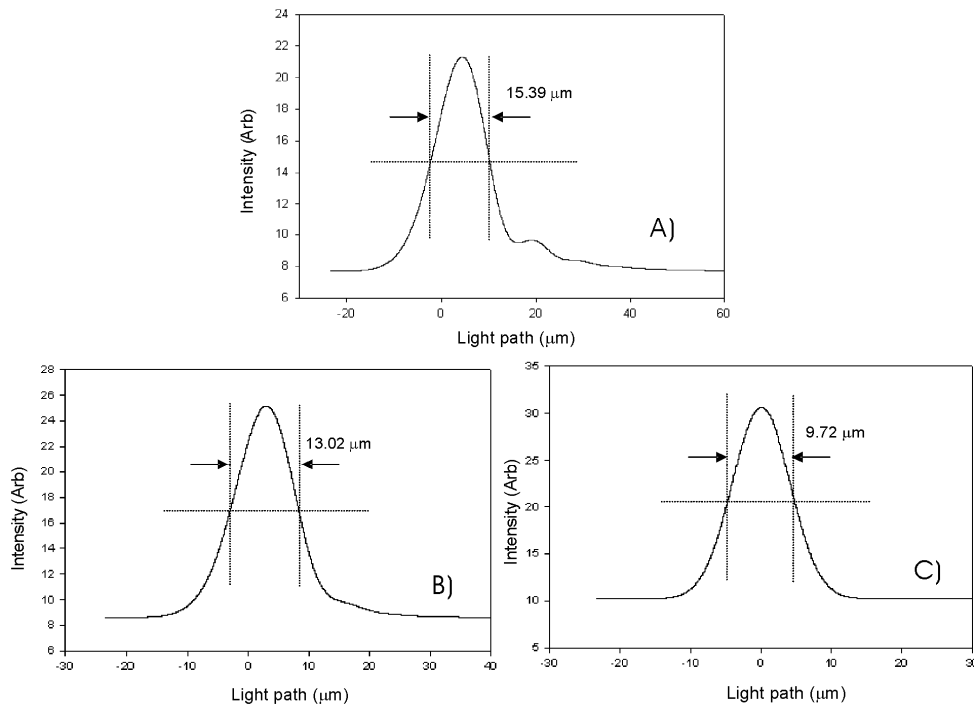 24
22
20
18
16
14
12
10
8
6
Intensity (Arb)
15.39 μm
A)
-20 0 20 40 60
Light path (μm)
28
26
24
22
20
18
16
14
12
10
8
6
Intensity (Arb)
13.02 μm
B)
-30 -20 -10 0 10 20 30 40
Light path (μm)
35
30
25
20
15
10
5
Intensity (Arb)
9.72 μm
C)
-30 -20 -10 0 10 20 30
Light path (μm)